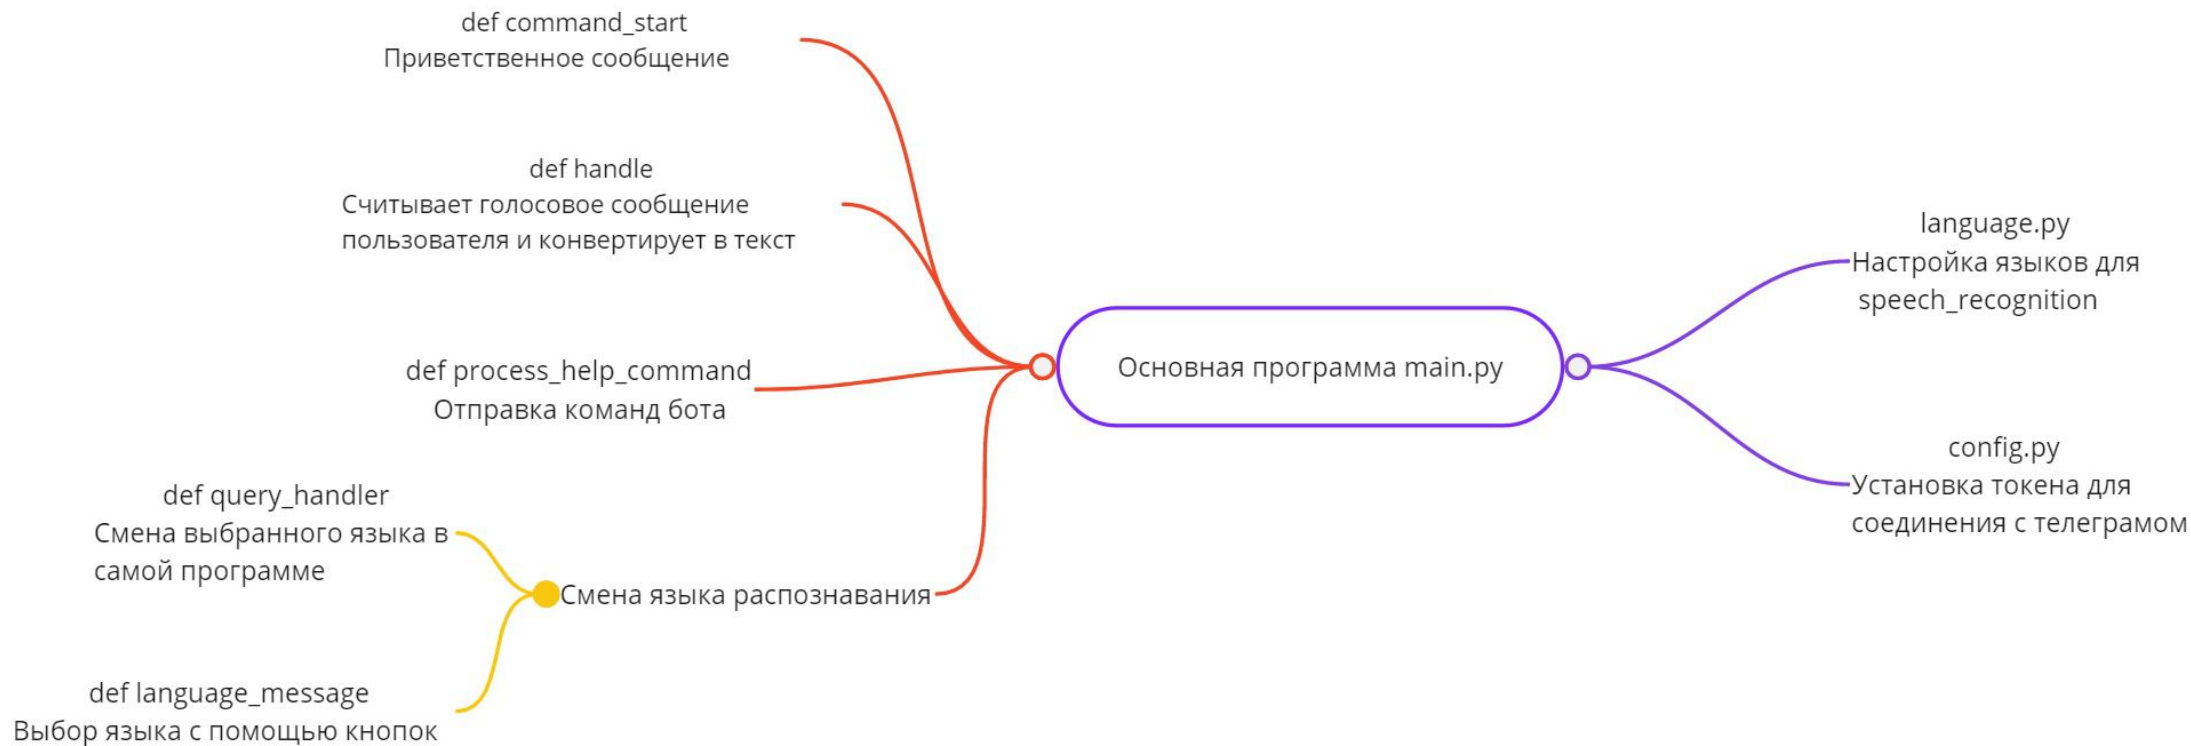 def command_start
Приветственное сообщение
def handle
Считывает голосовое сообщение
пользователя и конвертирует в текст
def process_help_command
Отправка команд бота
def query_handler
Смена выбранного языка в
самой программе
Смена языка распознавания
def language_message
Выбор языка с помощью кнопок
Основная программа main.py
language.py
Настройка языков для
speech_recognition
config.py
Установка токена для
соединения с телеграмом